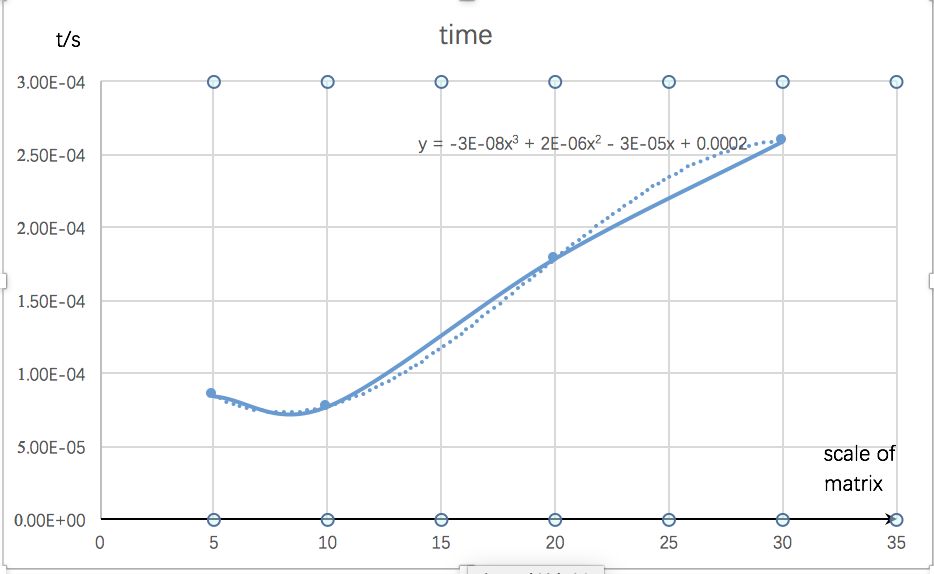 time
t/s
3.00E-04
y = -3E-08x³ + 2E-06x² - 3E-05x + 0.0002
2.50E-04
2.00E-04
1.50E-04
1.00E-04
5.00E-05
scale of
matrix
0.00E+00
0 5 10 15 20 25 30 35